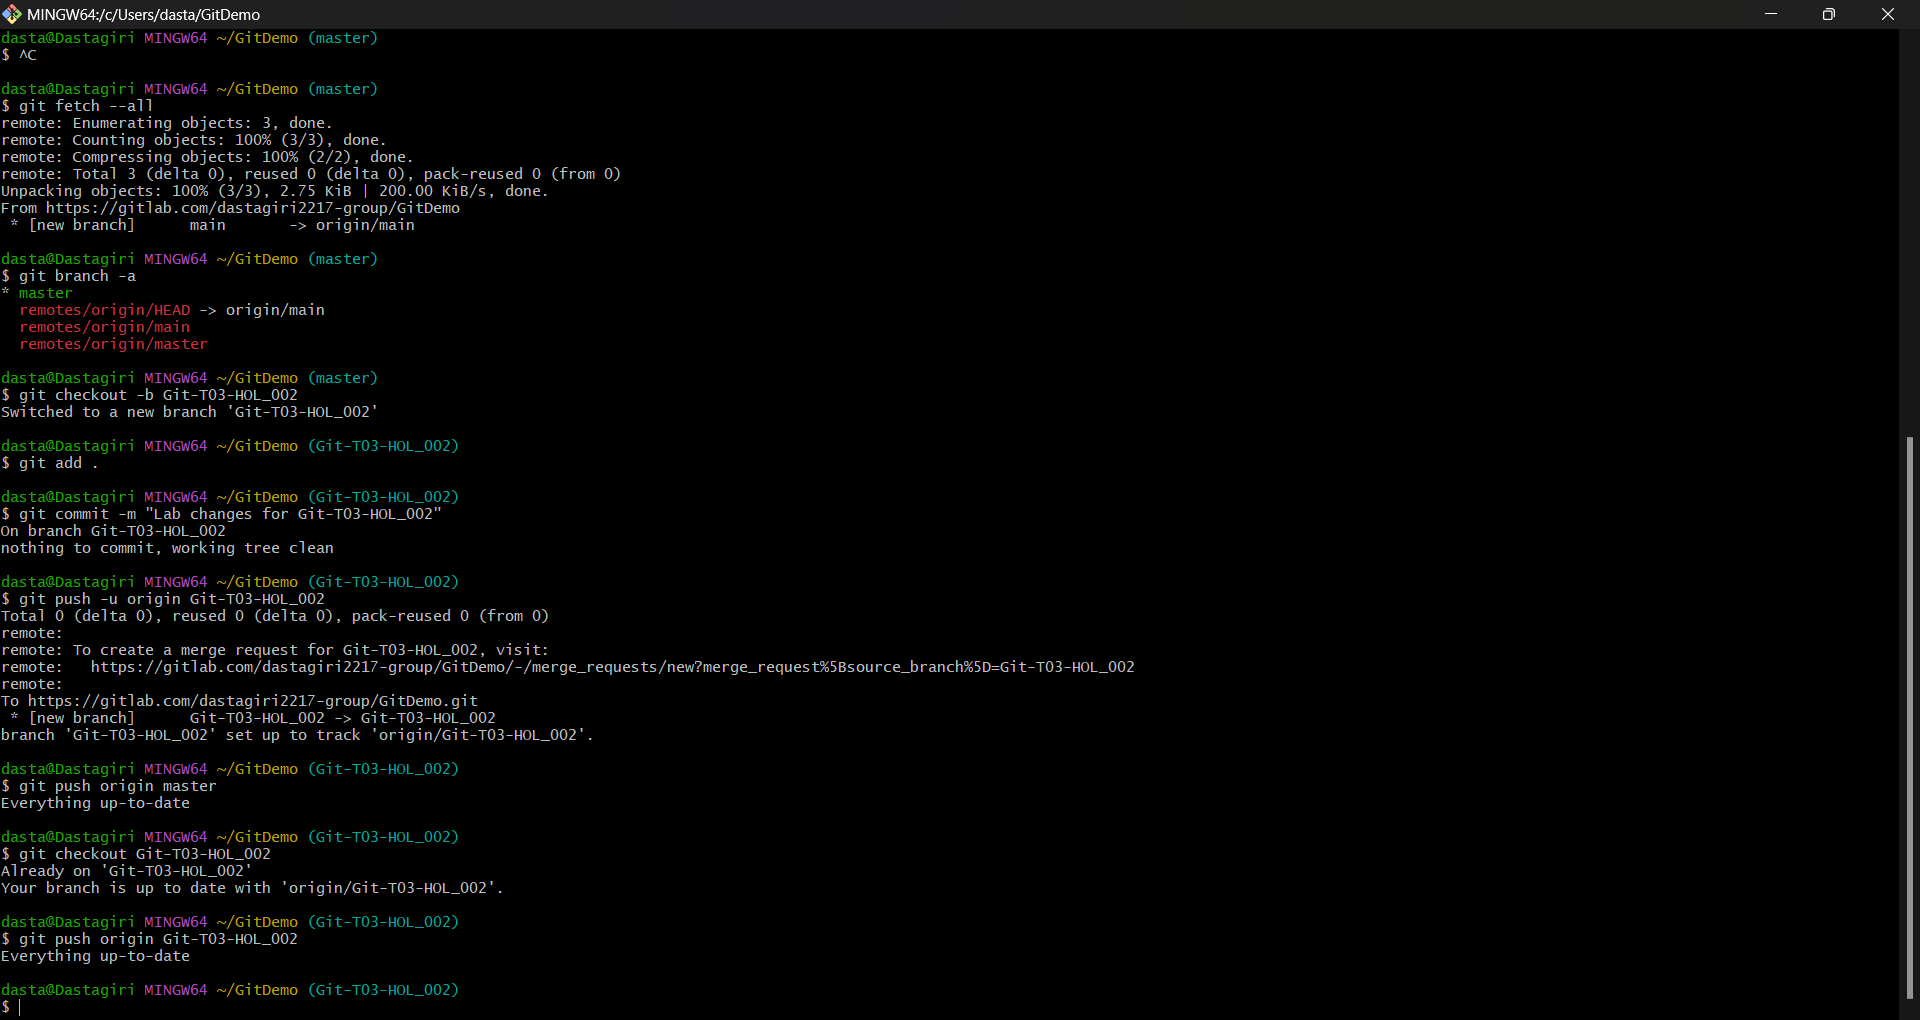 MINGW64:/c/Users/dasta/GitDemo
dasta@Dastagiri MINGW64 ~/GitDemo (master)
$ ^C
dasta@Dastagiri MINGW64 ~/GitDemo (master)
$ git fetch --all
remote: Enumerating objects: 3, done.
remote: Counting objects: 100% (3/3), done.
remote: Compressing objects: 100% (2/2), done.
remote: Total 3 (delta 0), reused 0 (delta 0), pack-reused 0 (from 0)
Unpacking objects: 100% (3/3), 2.75 KiB | 200.00 KiB/s, done.
From https://gitlab.com/dastagiri2217-group/GitDemo
 * [new branch]      main       -> origin/main
dasta@Dastagiri MINGW64 ~/GitDemo (master)
$ git branch -a
* master
  remotes/origin/HEAD -> origin/main
  remotes/origin/main
  remotes/origin/master
dasta@Dastagiri MINGW64 ~/GitDemo (master)
$ git checkout -b Git-T03-HOL_002
Switched to a new branch 'Git-T03-HOL_002'
dasta@Dastagiri MINGW64 ~/GitDemo (Git-T03-HOL_002)
$ git add .
dasta@Dastagiri MINGW64 ~/GitDemo (Git-T03-HOL_002)
$ git commit -m "Lab changes for Git-T03-HOL_002"
On branch Git-T03-HOL_002
nothing to commit, working tree clean
dasta@Dastagiri MINGW64 ~/GitDemo (Git-T03-HOL_002)
$ git push -u origin Git-T03-HOL_002
Total 0 (delta 0), reused 0 (delta 0), pack-reused 0 (from 0)
remote:
remote: To create a merge request for Git-T03-HOL_002, visit:
remote:   https://gitlab.com/dastagiri2217-group/GitDemo/-/merge_requests/new?merge_request%5Bsource_branch%5D=Git-T03-HOL_002
remote:
To https://gitlab.com/dastagiri2217-group/GitDemo.git
 * [new branch]      Git-T03-HOL_002 -> Git-T03-HOL_002
branch 'Git-T03-HOL_002' set up to track 'origin/Git-T03-HOL_002'.
dasta@Dastagiri MINGW64 ~/GitDemo (Git-T03-HOL_002)
$ git push origin master
Everything up-to-date
dasta@Dastagiri MINGW64 ~/GitDemo (Git-T03-HOL_002)
$ git checkout Git-T03-HOL_002
Already on 'Git-T03-HOL_002'
Your branch is up to date with 'origin/Git-T03-HOL_002'.
dasta@Dastagiri MINGW64 ~/GitDemo (Git-T03-HOL_002)
$ git push origin Git-T03-HOL_002
Everything up-to-date
dasta@Dastagiri MINGW64 ~/GitDemo (Git-T03-HOL_002)
$